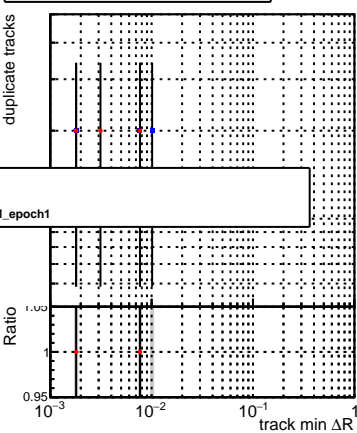 duplicate tracks
_epoch1
1.05
Ratio
1
0.95
10⁻³ 10⁻² 10⁻¹ 1
track min ΔR